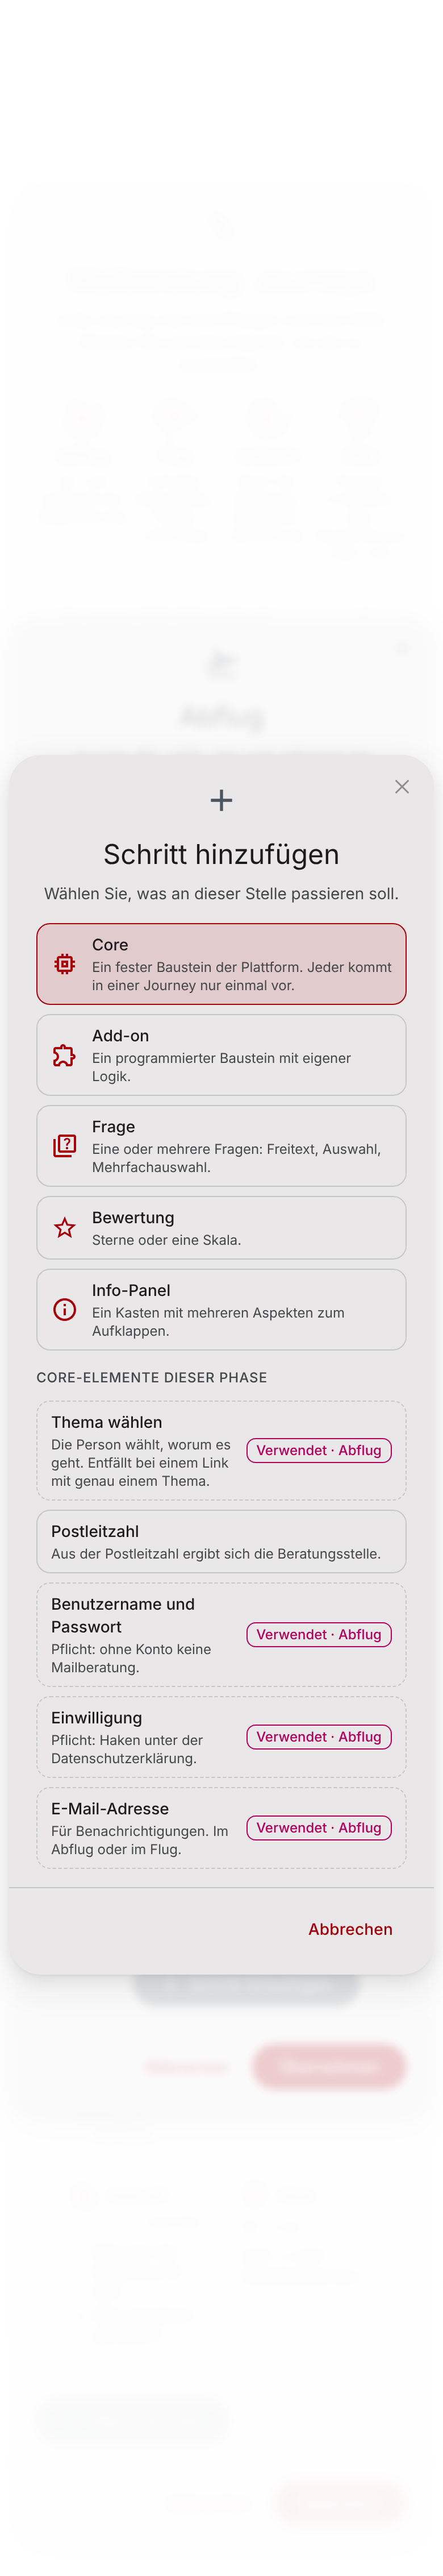 Abflug
Schritt hinzufügen
Wählen Sie, was an dieser Stelle passieren soll.
Core
Ein fester Baustein der Plattform. Jeder kommt
in einer Journey nur einmal vor.
Add-on
Ein programmierter Baustein mit eigener
Logik.
Frage
Eine oder mehrere Fragen: Freitext, Auswahl,
Mehrfachauswahl.
Bewertung
Sterne oder eine Skala.
Info-Panel
Ein Kasten mit mehreren Aspekten zum
Aufklappen.
CORE-ELEMENTE DIESER PHASE
Thema wählen
Die Person wählt, worum es
geht. Entfällt bei einem Link
mit genau einem Thema.
Verwendet · Abflug
Postleitzahl
Aus der Postleitzahl ergibt sich die Beratungsstelle.
Benutzername und
Passwort
Pflicht: ohne Konto keine
Mailberatung.
Verwendet · Abflug
Einwilligung
Pflicht: Haken unter der
Datenschutzerklärung.
Verwendet · Abflug
E-Mail-Adresse
Für Benachrichtigungen. Im
Abflug oder im Flug.
Verwendet · Abflug
Abbrechen